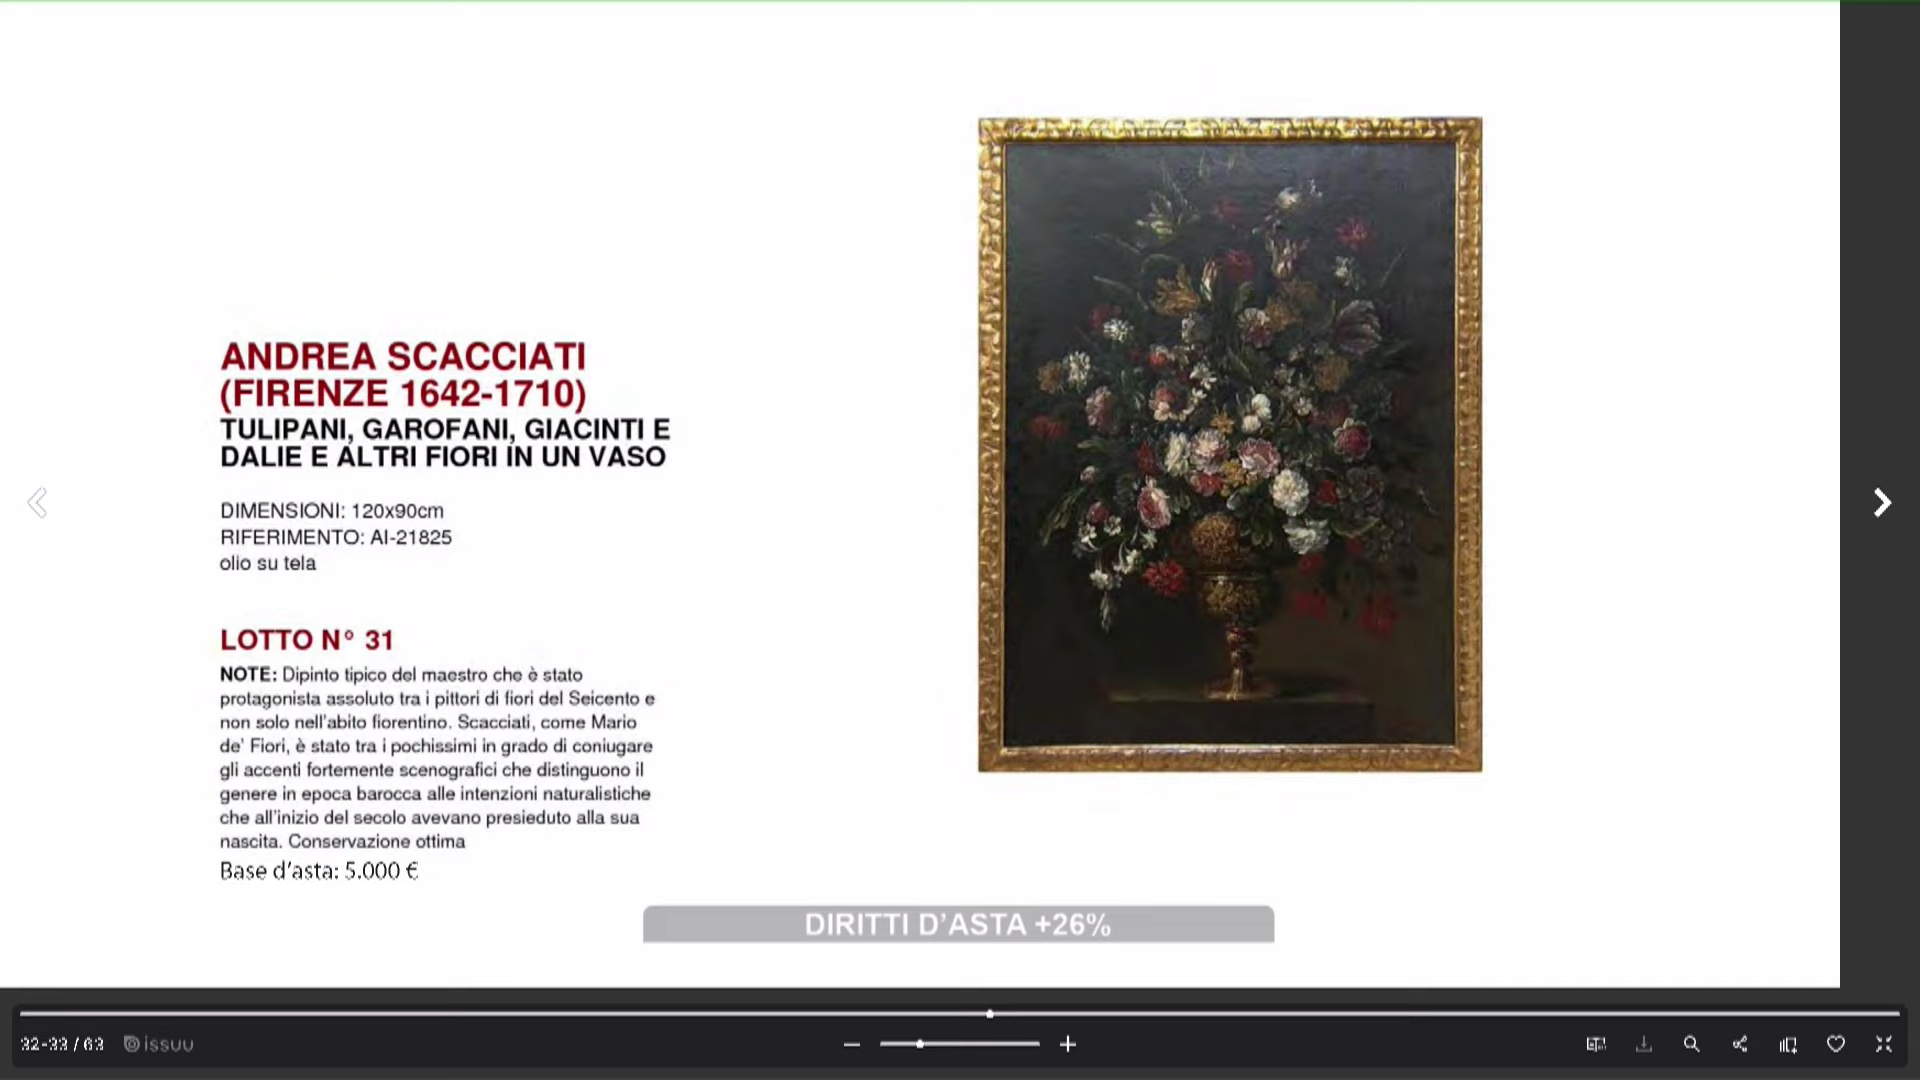 ANDREA SCACCIATI
(FIRENZE 1642-1710)
TULIPANI, GAROFANI, GIACINTI E
DALIE E ALTRI FIORI IN UN VASO
DIMENSIONI: 120x90cm
RIFERIMENTO: AI-21825
olio su tela
LOTTO N° 31
NOTE: Dipinto tipico del maestro che è stato
protagonista assoluto tra i pittori di fiori del Seicento e
non solo nell'abito fiorentino. Scacciati, come Mario
de' Fiori, è stato tra i pochissimi in grado di coniugare
gli accenti fortemente scenografici che distinguono il
genere in epoca barocca alle intenzioni naturalistiche
che all'inizio del secolo avevano presieduto alla sua
nascita. Conservazione ottima
Base d'asta: 5.000 €
DIRITTI D'ASTA +26%
32-33 / 63 issuu